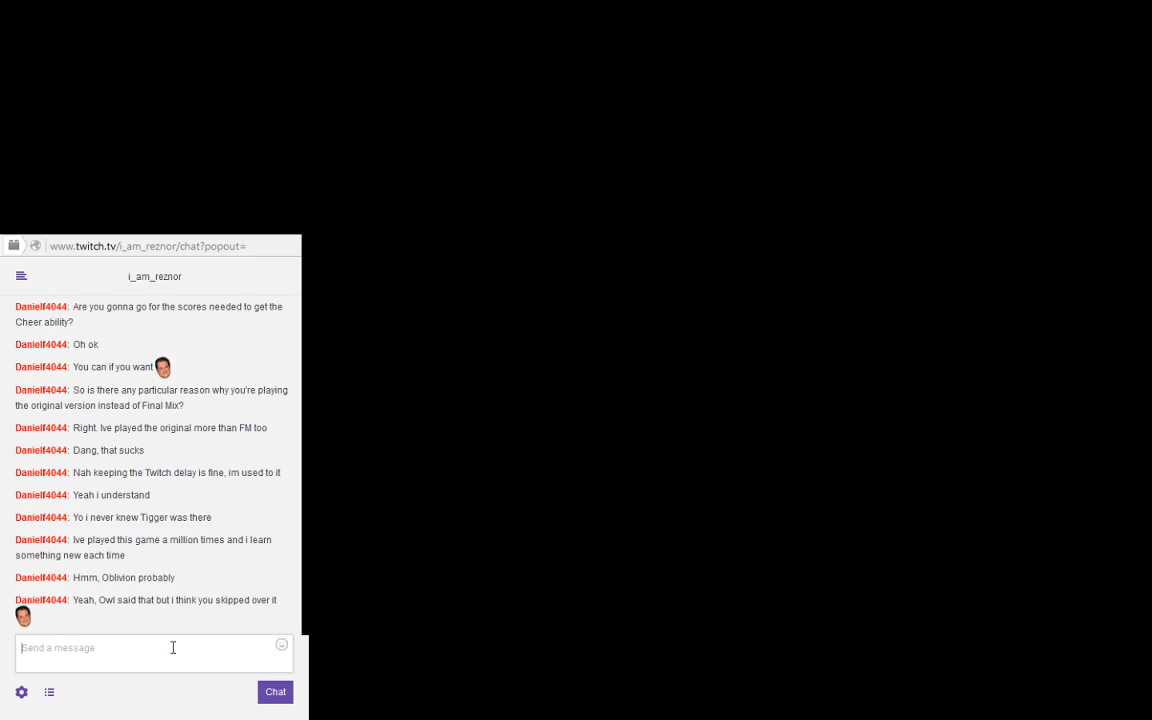 www.twitch.tv/i_am_reznor/chat?popout=
i_am_reznor
Danielf4044: Are you gonna go for the scores needed to get the
Cheer ability?
Danielf4044: Oh ok
Danielf4044: You can if you want
Danielf4044: So is there any particular reason why you're playing
the original version instead of Final Mix?
Danielf4044: Right. Ive played the original more than FM too
Danielf4044: Dang, that sucks
Danielf4044: Nah keeping the Twitch delay is fine, im used to it
Danielf4044: Yeah i understand
Danielf4044: Yo i never knew Tigger was there
Danielf4044: Ive played this game a million times and i learn
something new each time
Danielf4044: Hmm, Oblivion probably
Danielf4044: Yeah, Owl said that but i think you skipped over it
Send a message
Chat